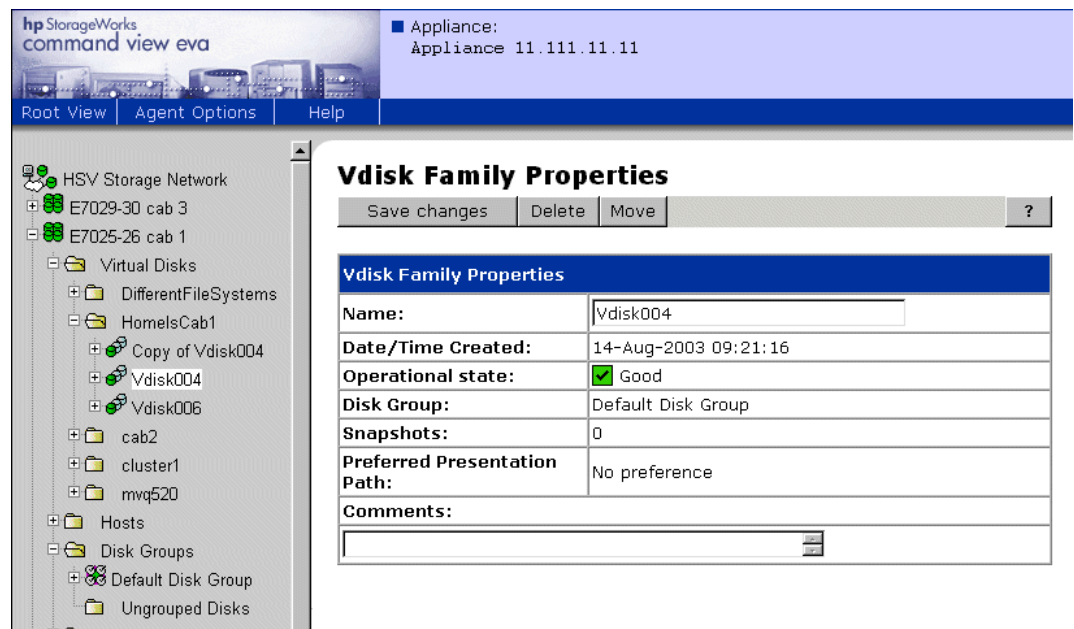 hp StorageWorks
command view eva
Appliance:
Appliance 11.111.11.11
Root View
Agent Options
Help
HSV Storage Network
E7029-30 cab 3
E7025-26 cab 1
Virtual Disks
DifferentFileSystems
HomeIsCab1
Copy of Vdisk004
Vdisk004
Vdisk006
cab2
cluster1
mvq520
Hosts
Disk Groups
Default Disk Group
Ungrouped Disks
Vdisk Family Properties
Save changes
Delete
Move
?
Vdisk Family Properties
Name: Vdisk004
Date/Time Created: 14-Aug-2003 09:21:16
Operational state: Good
Disk Group: Default Disk Group
Snapshots: 0
Preferred Presentation
Path: No preference
Comments: